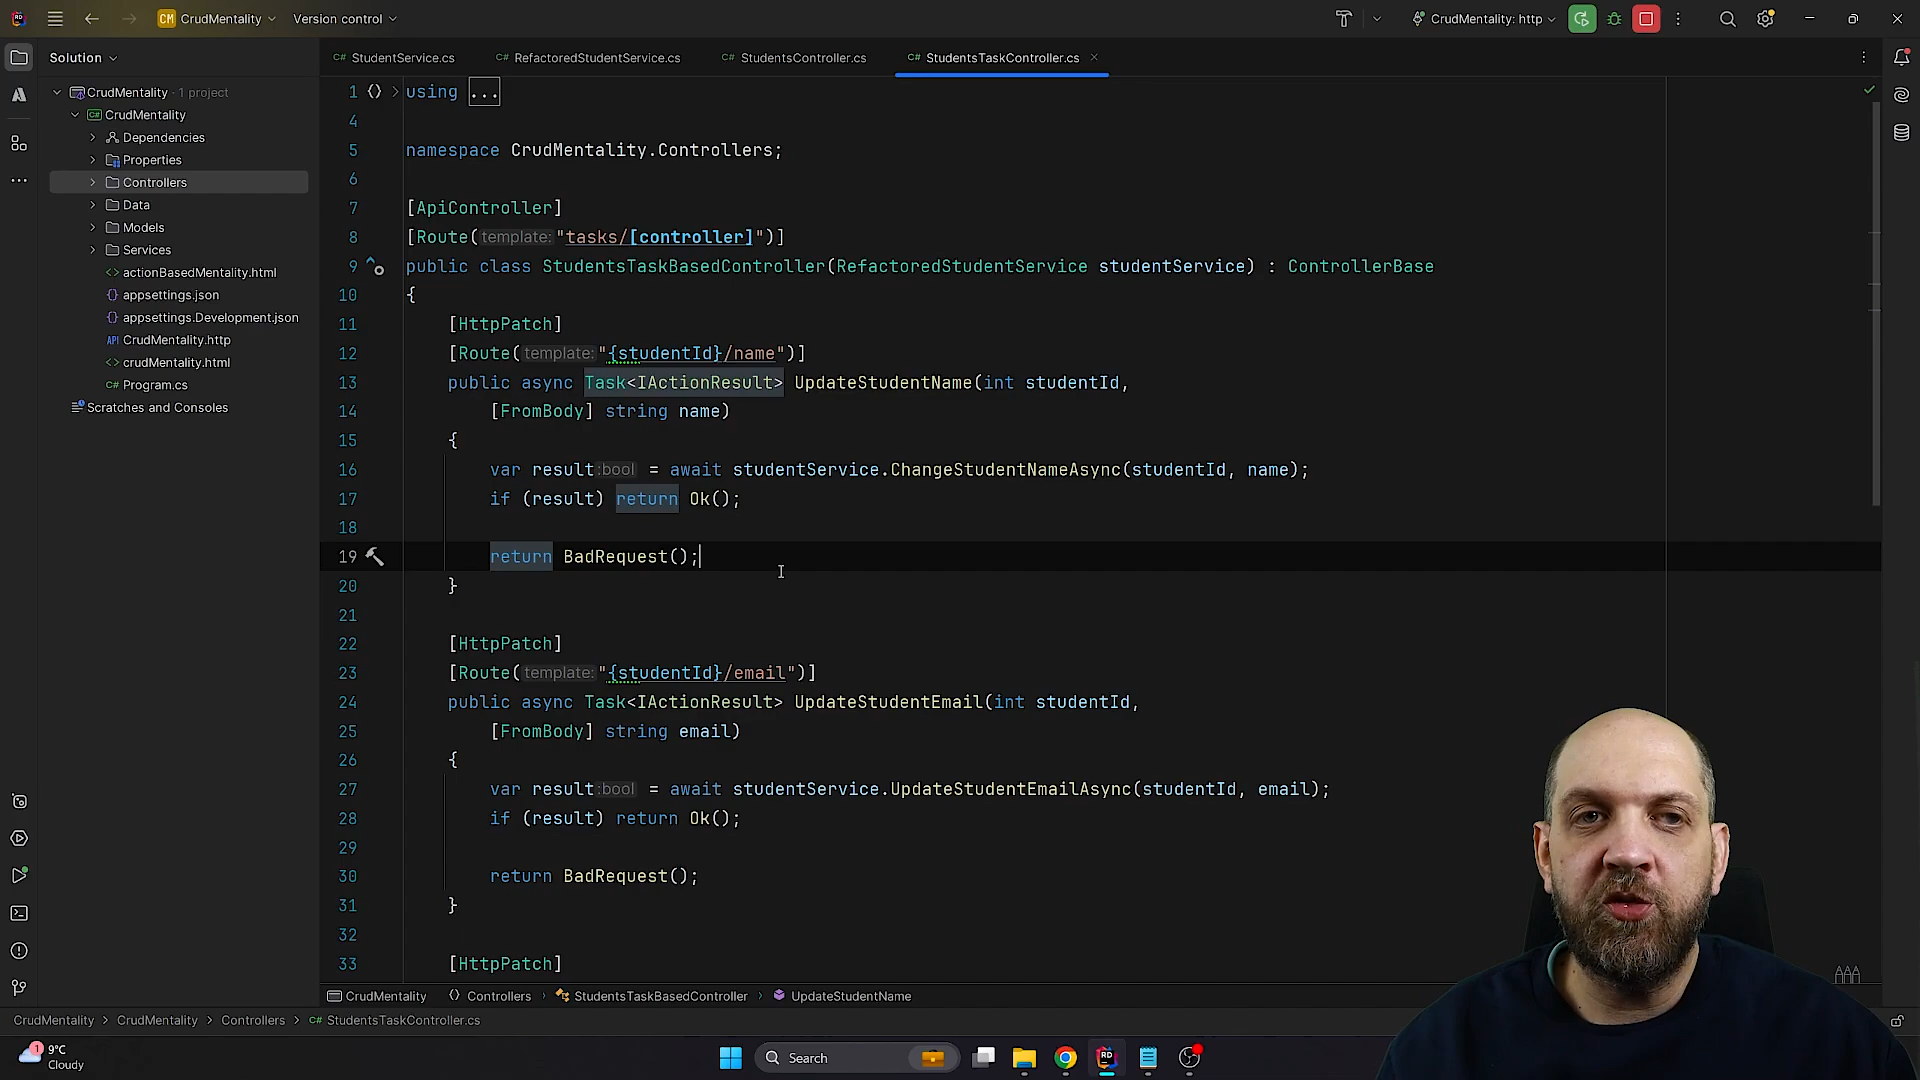 CM CrudMentality
Version control
CrudMentality: http
Solution
StudentService.cs
RefactoredStudentService.cs
StudentsController.cs
StudentsTaskController.cs
CrudMentality · 1 project
CrudMentality
Dependencies
Properties
Controllers
Data
Models
Services
actionBasedMentality.html
appsettings.json
appsettings.Development.json
API CrudMentality.http
crudMentality.html
C# Program.cs
Scratches and Consoles
1 using ...
4
5 namespace CrudMentality.Controllers;
6
7 [ApiController]
8 [Route(template:"tasks/[controller]")]
9 public class StudentsTaskBasedController(RefactoredStudentService studentService) : ControllerBase
10 {
11 [HttpPatch]
12 [Route(template:"{studentId}/name")]
13 public async Task<IActionResult> UpdateStudentName(int studentId,
14 [FromBody] string name)
15 {
16 var result:bool = await studentService.ChangeStudentNameAsync(studentId, name);
17 if (result) return Ok();
18
19 return BadRequest();
20 }
21
22 [HttpPatch]
23 [Route(template:"{studentId}/email")]
24 public async Task<IActionResult> UpdateStudentEmail(int studentId,
25 [FromBody] string email)
26 {
27 var result:bool = await studentService.UpdateStudentEmailAsync(studentId, email);
28 if (result) return Ok();
29
30 return BadRequest();
31 }
32
33 [HttpPatch]
CrudMentality
Controllers
StudentsTaskBasedController
UpdateStudentName
CrudMentality
CrudMentality
Controllers
C# StudentsTaskController.cs
1
9°C
Cloudy
Search
RD